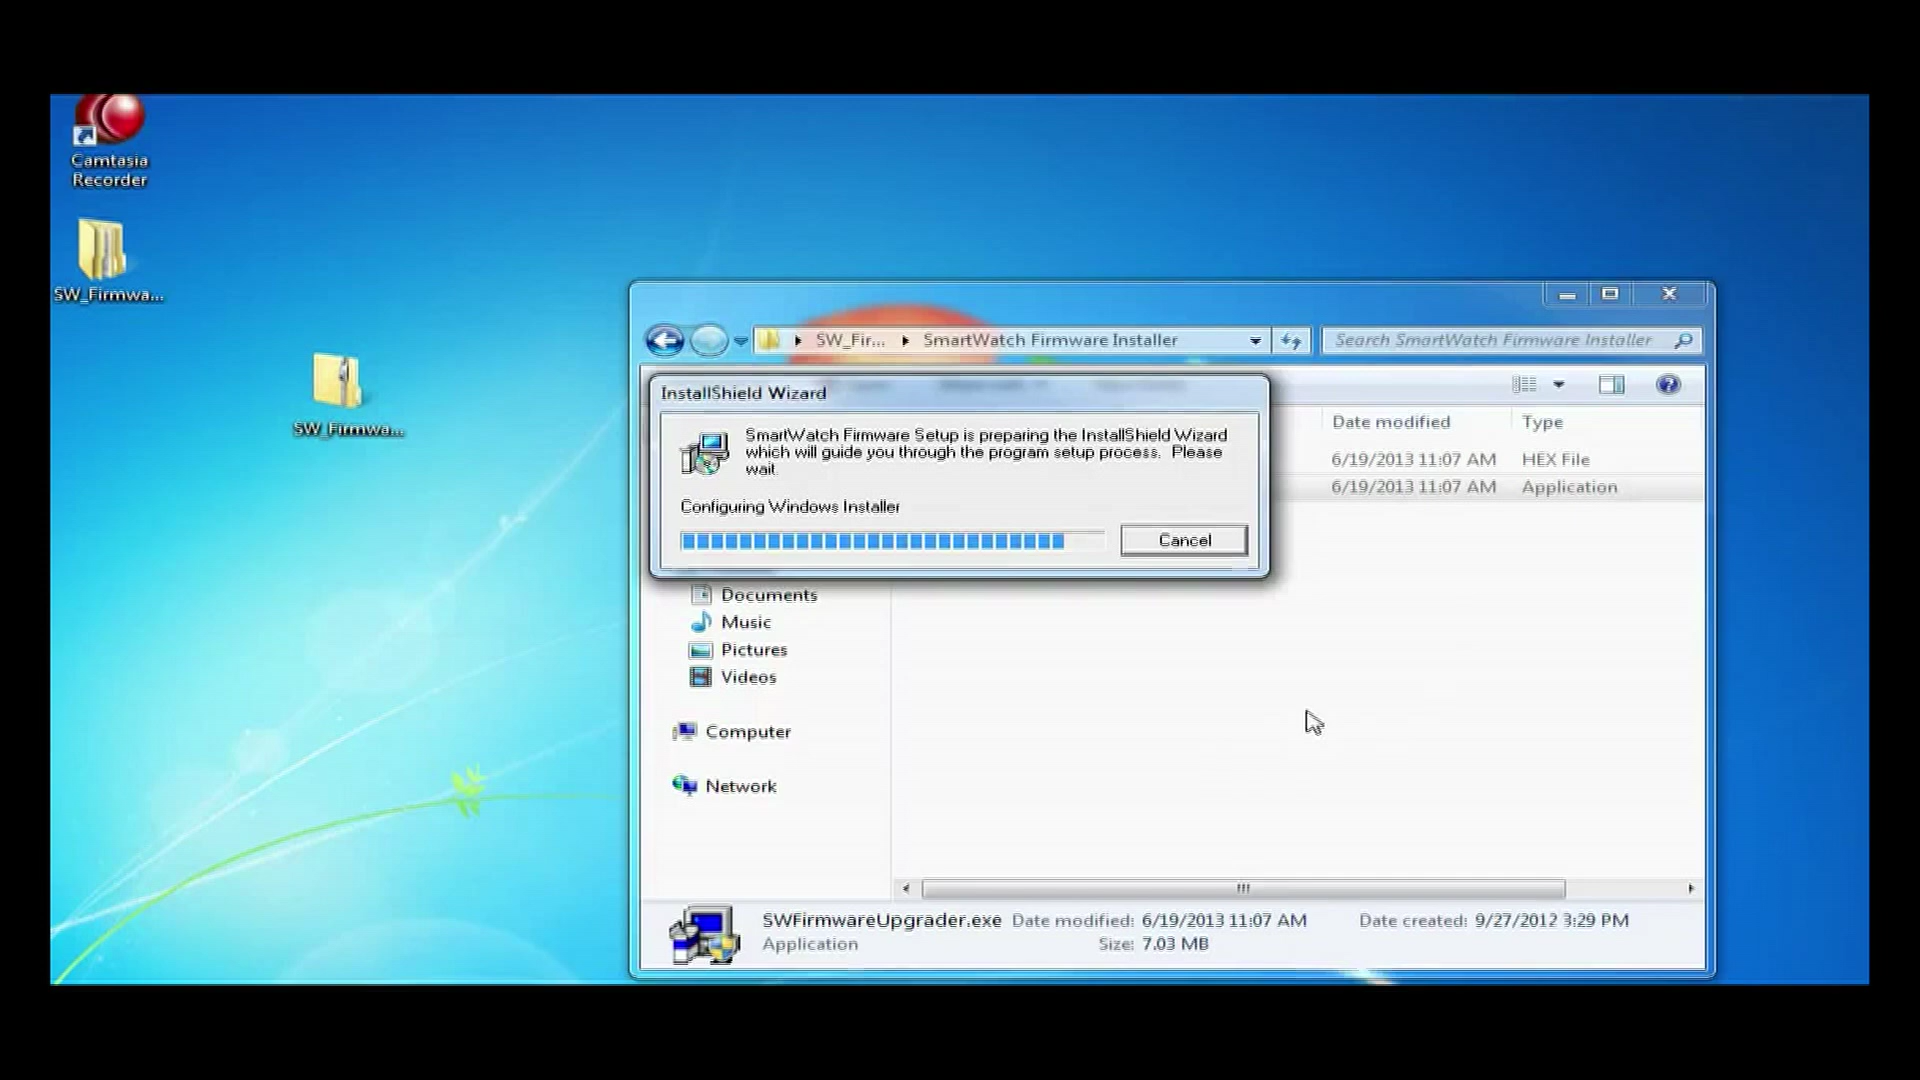 Camtasia
Recorder
SW_Firmwa...
SW_Firmwa...
SW_Fir... SmartWatch Firmware Installer
Search SmartWatch Firmware Installer
InstallShield Wizard
SmartWatch Firmware Setup is preparing the InstallShield Wizard
which will guide you through the program setup process. Please
wait.
Configuring Windows Installer
Cancel
Date modified Type
6/19/2013 11:07 AM HEX File
6/19/2013 11:07 AM Application
Documents
Music
Pictures
Videos
Computer
Network
SWFirmwareUpgrader.exe Date modified: 6/19/2013 11:07 AM Date created: 9/27/2012 3:29 PM
Application Size: 7.03 MB